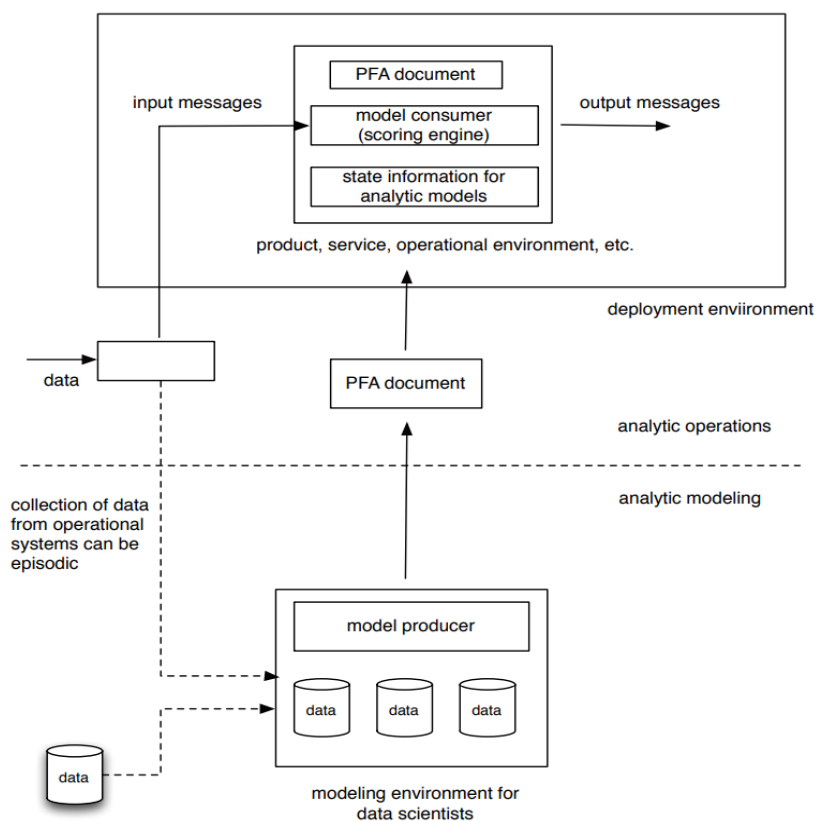 PFA document
input messages
model consumer
(scoring engine)
output messages
state information for
analytic models
product, service, operational environment, etc.
deployment enviironment
data
PFA document
analytic operations
analytic modeling
collection of data
from operational
systems can be
episodic
model producer
data
data
data
data
modeling environment for
data scientists